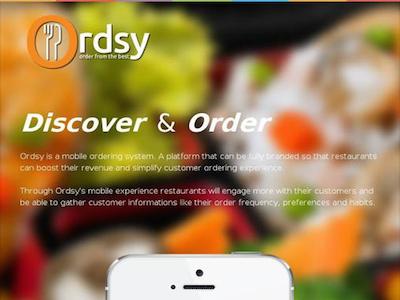 Ordsy
order from the best
Discover & Order
Ordsy is a mobile ordering system. A platform that can be fully branded so that restaurants
can boost their revenue and simplify customer ordering experience.
Through Ordsy's mobile experience restaurants will engage more with their customers and
be able to gather customer informations like their order frequency, preferences and habits.